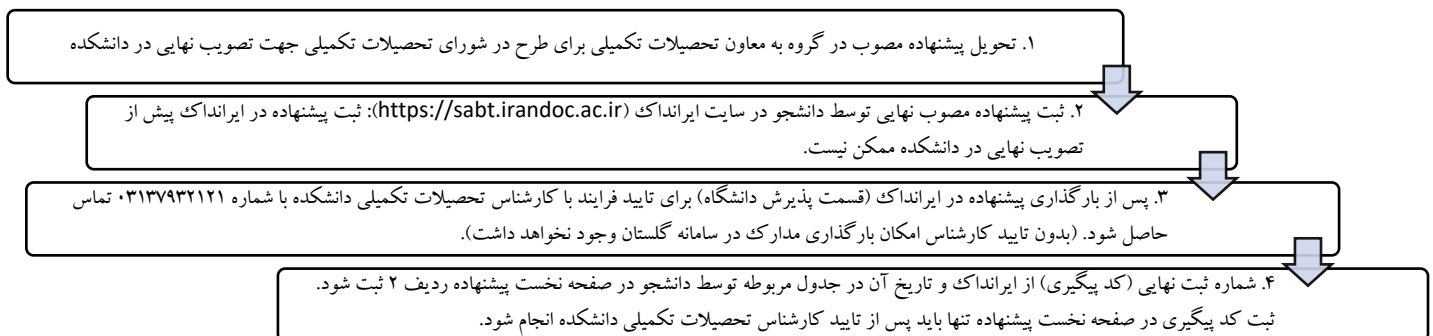 ۱. تحویل پیشنهاده مصوب در گروه به معاون تحصیلات تکمیلی برای طرح در شورای تحصیلات تکمیلی جهت تصویب نهایی در دانشکده
۲. ثبت پیشنهاده مصوب نهایی توسط دانشجو در سایت ایرانداک (https://sabt.irandoc.ac.ir): ثبت پیشنهاده در ایرانداک پیش از
تصویب نهایی در دانشکده ممکن نیست.
۳. پس از بارگذاری پیشنهاده در ایرانداک (قسمت پذیرش دانشگاه) برای تایید فرایند با کارشناس تحصیلات تکمیلی دانشکده با شماره ۰۳۱۳۷۹۳۲۱۲۱ تماس
حاصل شود. (بدون تایید کارشناس امکان بارگذاری مدارک در سامانه گلستان وجود نخواهد داشت).
۴. شماره ثبت نهایی (کد پیگیری) از ایرانداک و تاریخ آن در جدول مربوطه توسط دانشجو در صفحه نخست پیشنهاده ردیف ۲ ثبت شود.
ثبت کد پیگیری در صفحه نخست پیشنهاده تنها باید پس از تایید کارشناس تحصیلات تکمیلی دانشکده انجام شود.